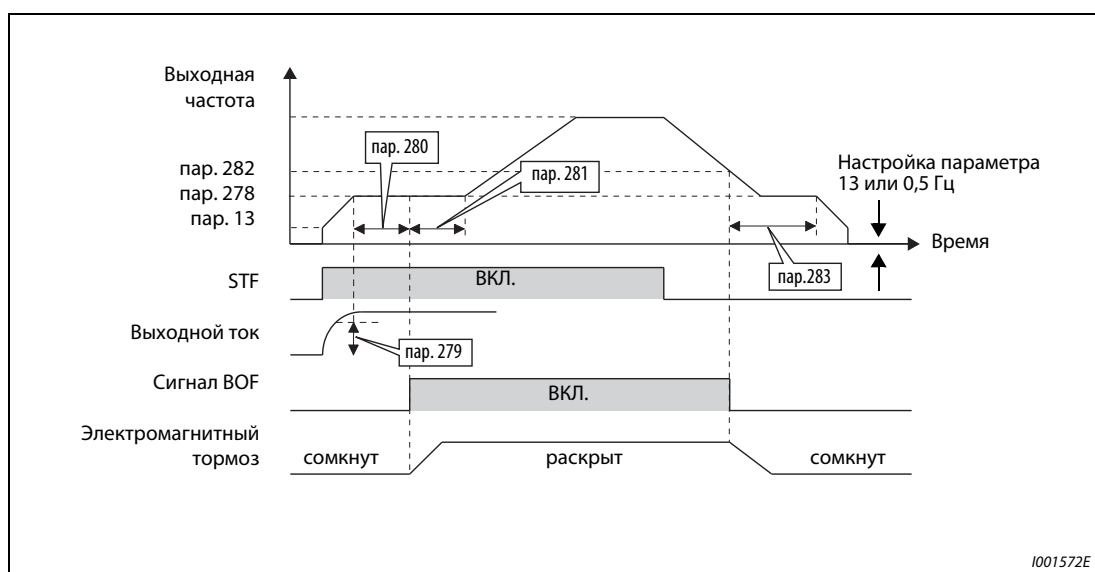 Выходная
частота
пар. 280
пар. 282
пар. 281
Настройка параметра
13 или 0,5 Гц
пар. 278
пар. 13
Время
пар.283
STF
ВКЛ.
Выходной ток
пар. 279
Сигнал BOF
ВКЛ.
Электромагнитный
тормоз
сомкнут
раскрыт
сомкнут
I001572E